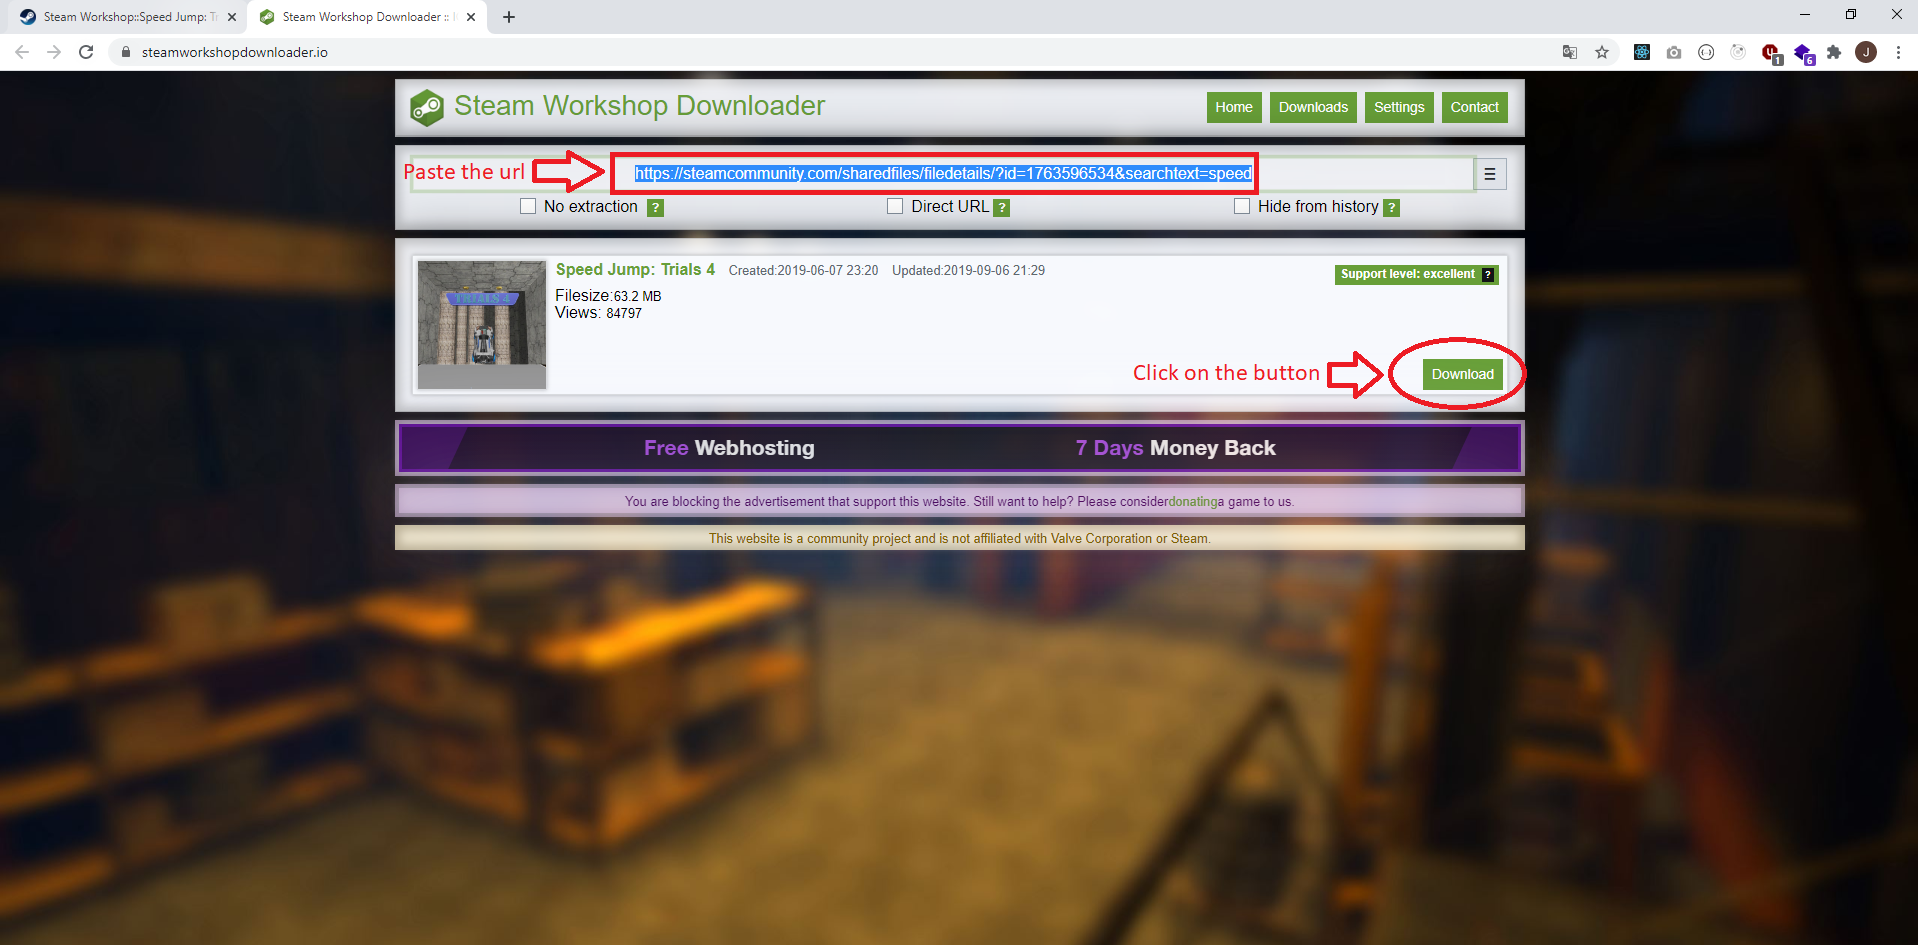 Steam Workshop::Speed Jump: Tr
Steam Workshop Downloader ::
steamworkshopdownloader.io
1
6
J
Steam Workshop Downloader
Home
Downloads
Settings
Contact
Paste the url
https://steamcommunity.com/sharedfiles/filedetails/?id=1763596534&searchtext=speed
No extraction ?
Direct URL ?
Hide from history ?
TRIALS 4
Speed Jump: Trials 4 Created:2019-06-07 23:20 Updated:2019-09-06 21:29
Support level: excellent ?
Filesize:63.2 MB
Views: 84797
Click on the button
Download
Free Webhosting
7 Days Money Back
You are blocking the advertisement that support this website. Still want to help? Please considerdonatinga game to us.
This website is a community project and is not affiliated with Valve Corporation or Steam.